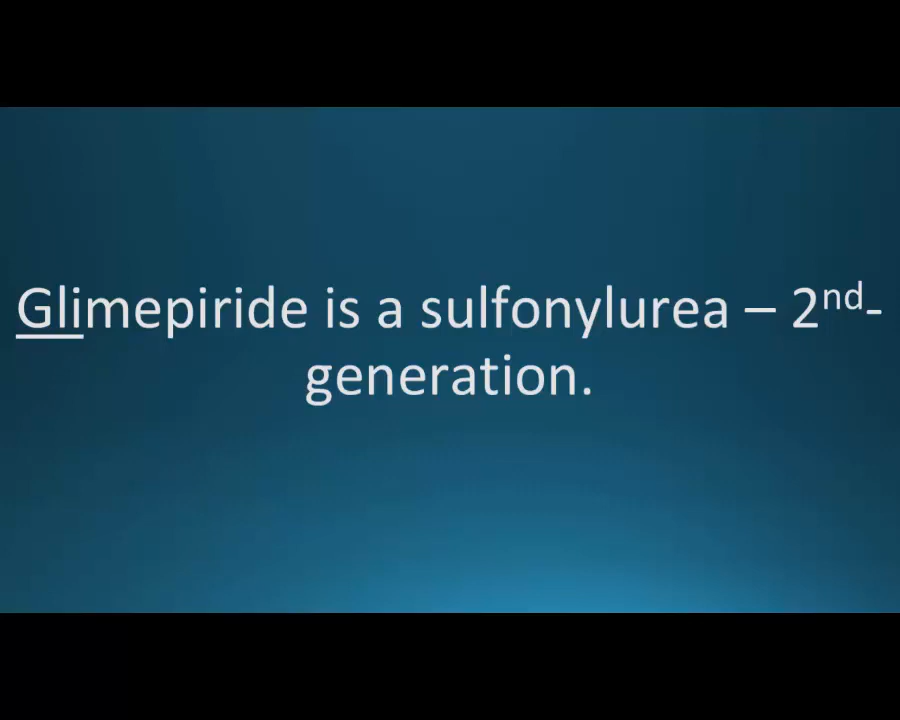 Glimepiride is a sulfonylurea – 2nd-
generation.